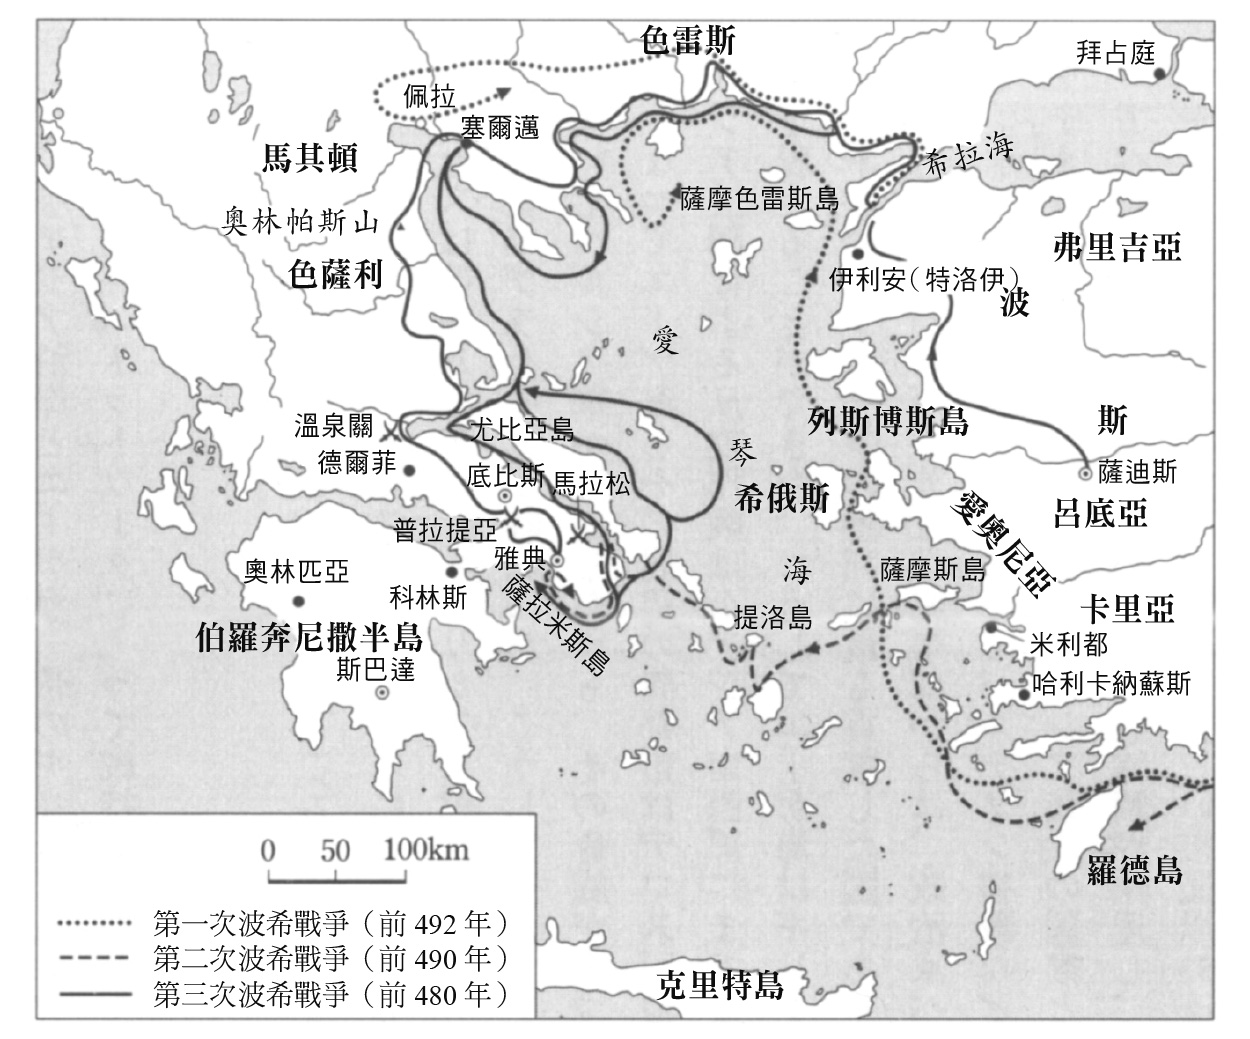 色雷斯
拜占庭
佩拉
塞爾邁
馬其頓
希拉海
奧林帕斯山
薩摩色雷斯島
弗里吉亞
色薩利
伊利安（特洛伊）
波
愛
列斯博斯島
斯
溫泉關
尤比亞島
琴
德爾菲
底比斯
馬拉松
薩迪斯
希俄斯
呂底亞
愛奧尼亞
普拉提亞
雅典
海
薩摩斯島
奧林匹亞
科林斯
薩拉米斯島
提洛島
卡里亞
伯羅奔尼撒半島
米利都
斯巴達
哈利卡納蘇斯
0 50 100km
羅德島
第一次波希戰爭（前 492 年）
第二次波希戰爭（前 490 年）
第三次波希戰爭（前 480 年）
克里特島